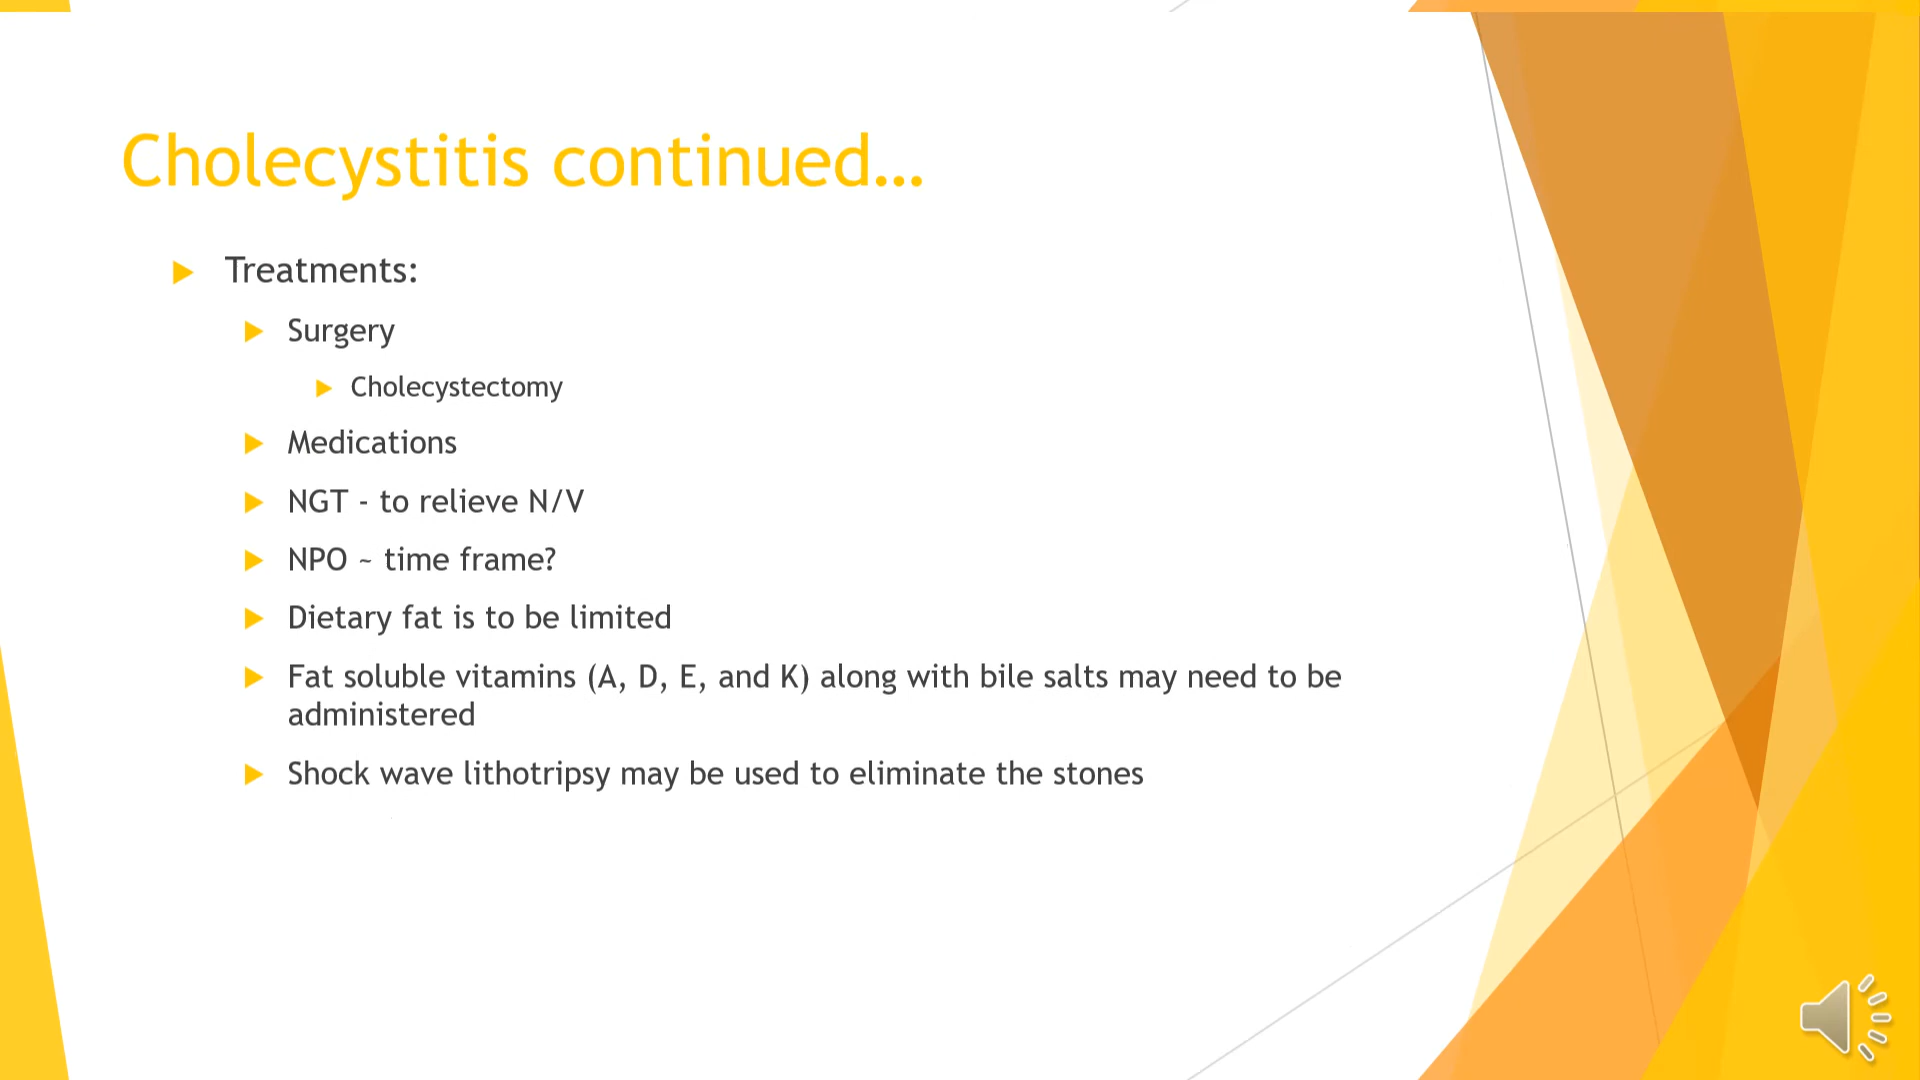 Cholecystitis continued…
Treatments:
Surgery
Cholecystectomy
Medications
NGT - to relieve N/V
NPO ~ time frame?
Dietary fat is to be limited
Fat soluble vitamins (A, D, E, and K) along with bile salts may need to be
administered
Shock wave lithotripsy may be used to eliminate the stones